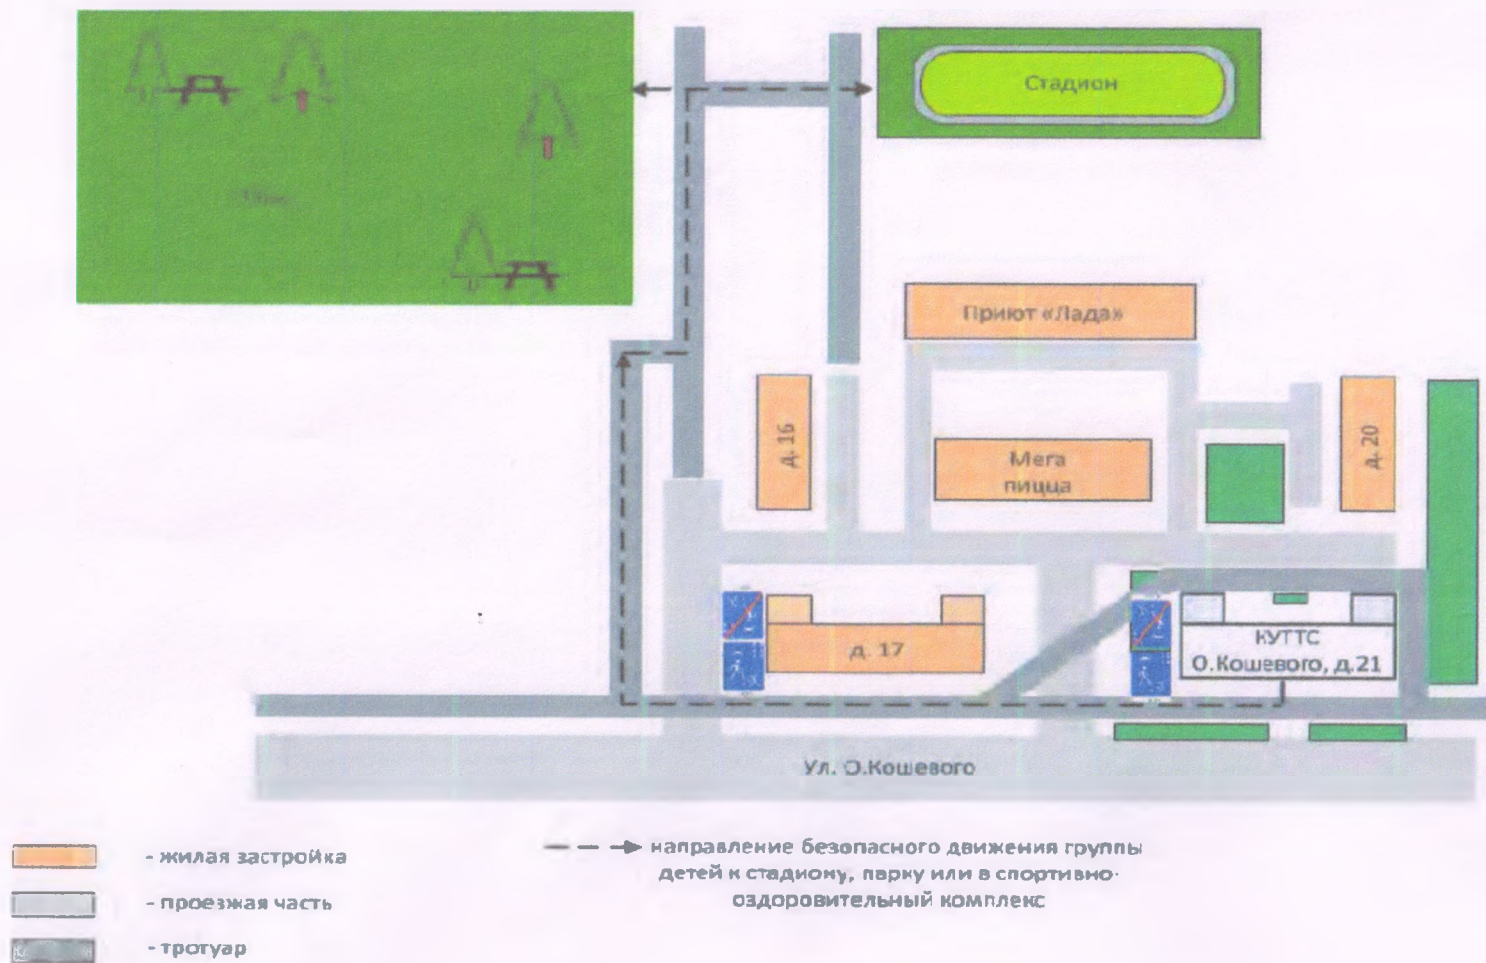 Стадион
Приют «Лада»
д. 16
Мега
пицца
д. 20
д. 17
КУТТС
О.Кошевого, д.21
Ул. О.Кошевого
- жилая застройка
- проезжая часть
- тротуар
направление безопасного движения группы
детей к стадиону, парку или в спортивно-
оздоровительный комплекс